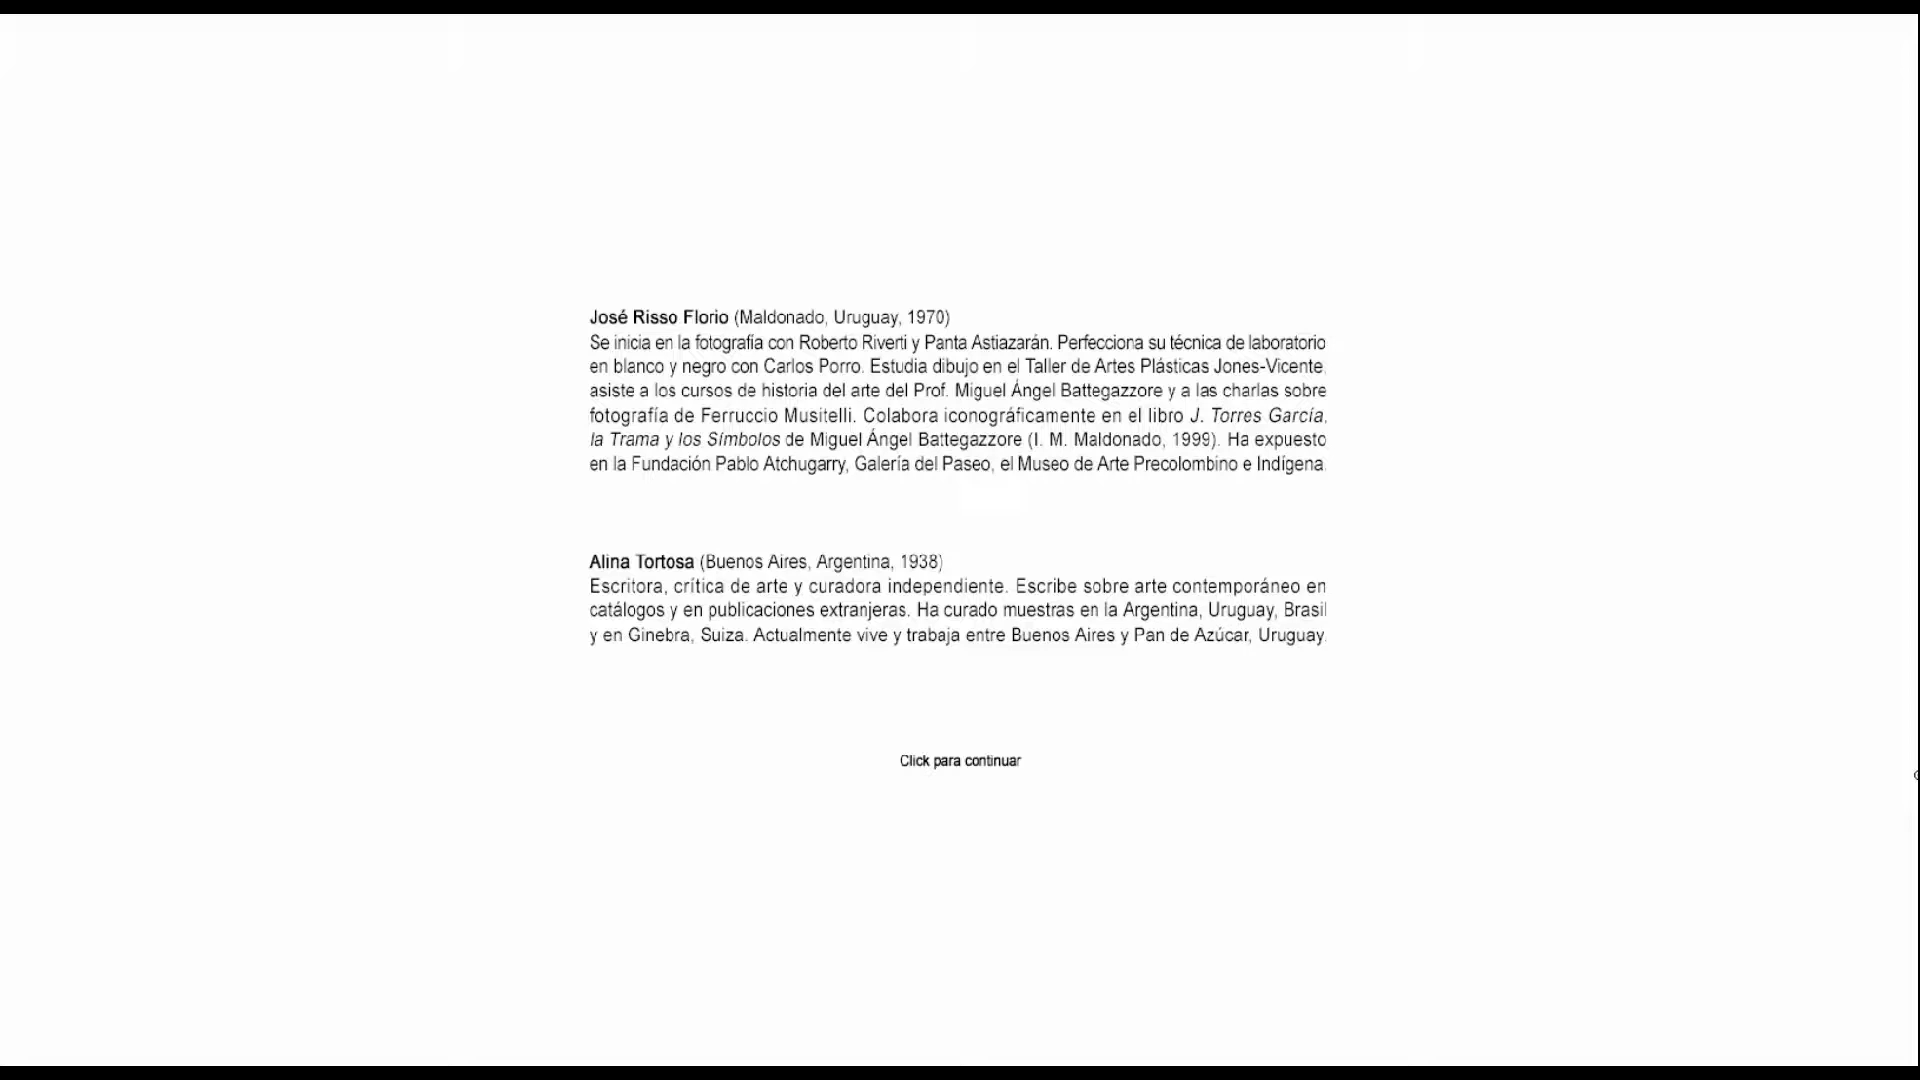 José Risso Florio (Maldonado, Uruguay, 1970)
Se inicia en la fotografía con Roberto Riverti y Panta Astiazarán. Perfecciona su técnica de laboratorio
en blanco y negro con Carlos Porro. Estudia dibujo en el Taller de Artes Plásticas Jones-Vicente,
asiste a los cursos de historia del arte del Prof. Miguel Ángel Battegazzore y a las charlas sobre
fotografía de Ferruccio Musitelli. Colabora iconográficamente en el libro J. Torres García,
la Trama y los Símbolos de Miguel Ángel Battegazzore (I. M. Maldonado, 1999). Ha expuesto
en la Fundación Pablo Atchugarry, Galería del Paseo, el Museo de Arte Precolombino e Indígena.
Alina Tortosa (Buenos Aires, Argentina, 1938)
Escritora, crítica de arte y curadora independiente. Escribe sobre arte contemporáneo en
catálogos y en publicaciones extranjeras. Ha curado muestras en la Argentina, Uruguay, Brasil
y en Ginebra, Suiza. Actualmente vive y trabaja entre Buenos Aires y Pan de Azúcar, Uruguay.
Click para continuar